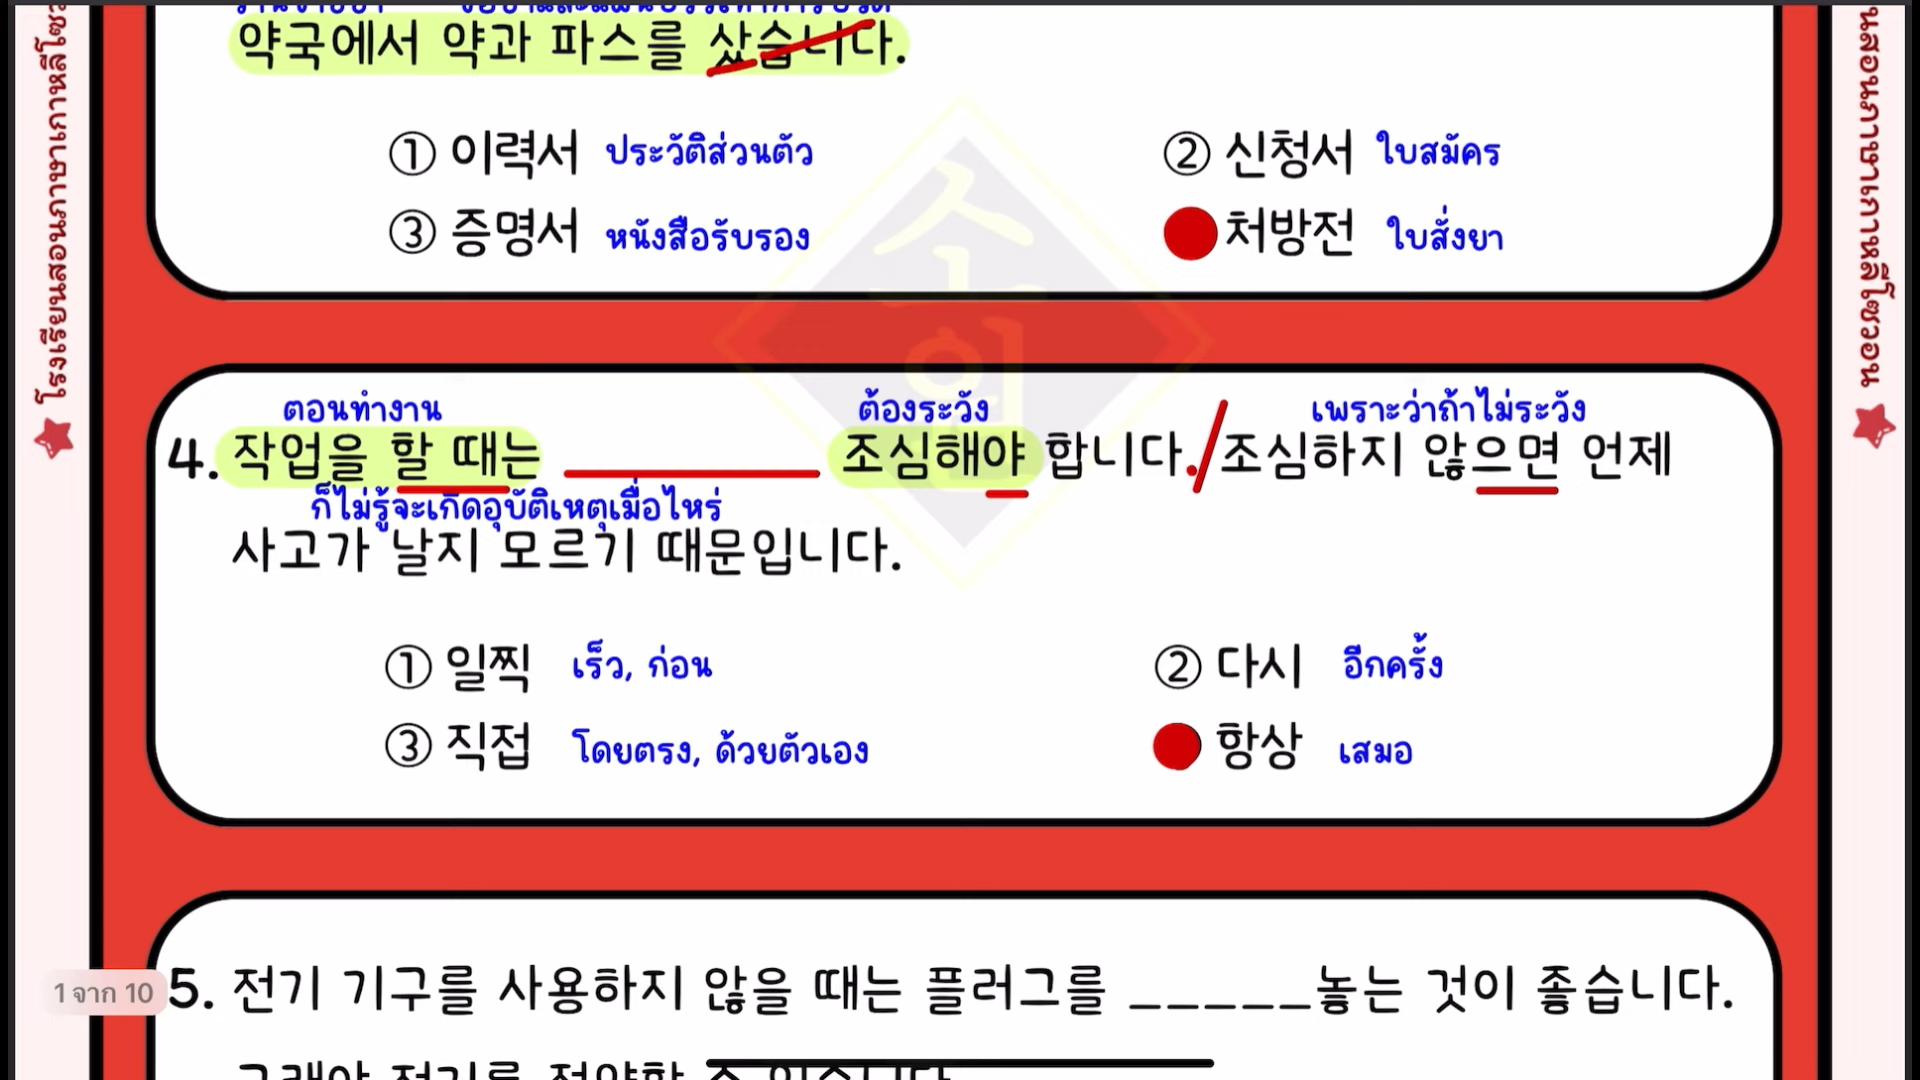 약국에서 약과 파스를 샀습니다.
① 이력서 ประวัติส่วนตัว ② 신청서 ใบสมัคร
③ 증명서 หนังสือรับรอง 처방전 ใบสั่งยา
ตอนทำงาน ต้องระวัง เพราะว่าถ้าไม่ระวัง
4. 작업을 할 때는 조심해야 합니다./조심하지 않으면 언제
ก็ไม่รู้จะเกิดอุบัติเหตุเมื่อไหร่
사고가 날지 모르기 때문입니다.
① 일찍 เร็ว, ก่อน ② 다시 อีกครั้ง
③ 직접 โดยตรง, ด้วยตัวเอง 항상 เสมอ
5. 전기 기구를 사용하지 않을 때는 플러그를 _____놓는 것이 좋습니다.
1 จาก 10
소원